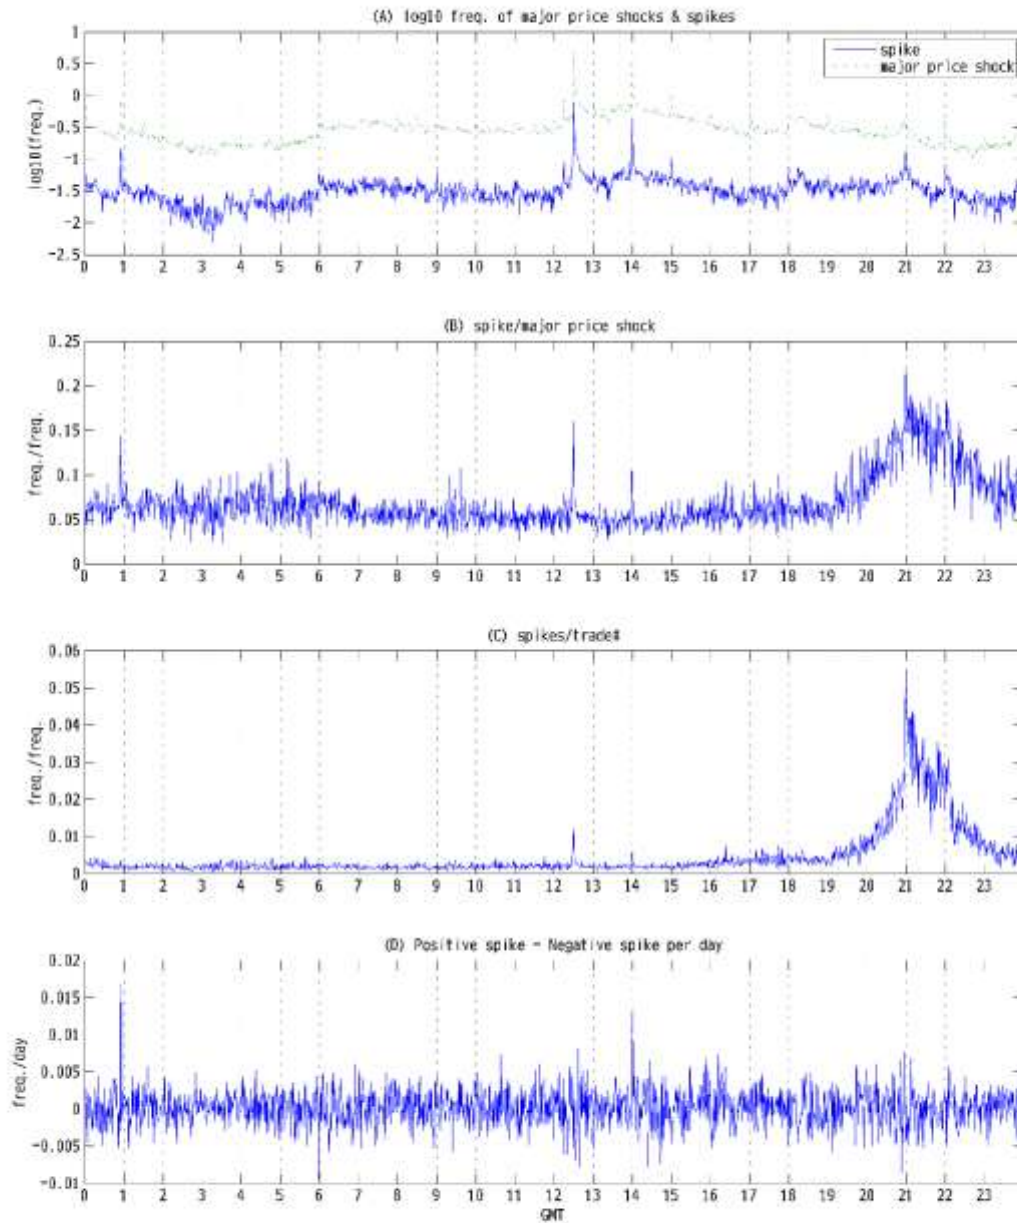 (A) log10 freq. of major price shocks & spikes
1
0.5
0
-0.5
-1
-1.5
-2
-2.5
log10(freq.)
spike
major price shock
0 1 2 3 4 5 6 7 8 9 10 11 12 13 14 15 16 17 18 19 20 21 22 23
(B) spike/major price shock
0.25
0.2
0.15
0.1
0.05
0
freq./freq.
0 1 2 3 4 5 6 7 8 9 10 11 12 13 14 15 16 17 18 19 20 21 22 23
(C) spikes/trade#
0.06
0.05
0.04
0.03
0.02
0.01
0
freq./freq.
0 1 2 3 4 5 6 7 8 9 10 11 12 13 14 15 16 17 18 19 20 21 22 23
(D) Positive spike - Negative spike per day
0.02
0.015
0.01
0.005
0
-0.005
-0.01
freq./day
0 1 2 3 4 5 6 7 8 9 10 11 12 13 14 15 16 17 18 19 20 21 22 23
GMT